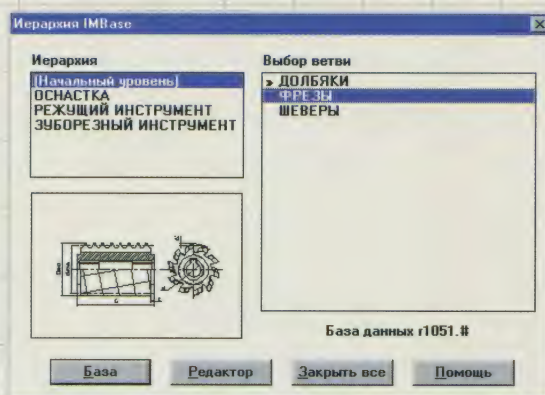 Иерархия IMBase
Иерархия
[Начальный уровень]
ОСНАСТКА
РЕЖУЩИЙ ИНСТРУМЕНТ
ЗУБОРЕЗНЫЙ ИНСТРУМЕНТ
Выбор ветви
ДОЛБЯКИ
ФРЕЗЫ
ШЕВЕРЫ
База данных r1051.#
База
Редактор
Закрыть все
Помощь